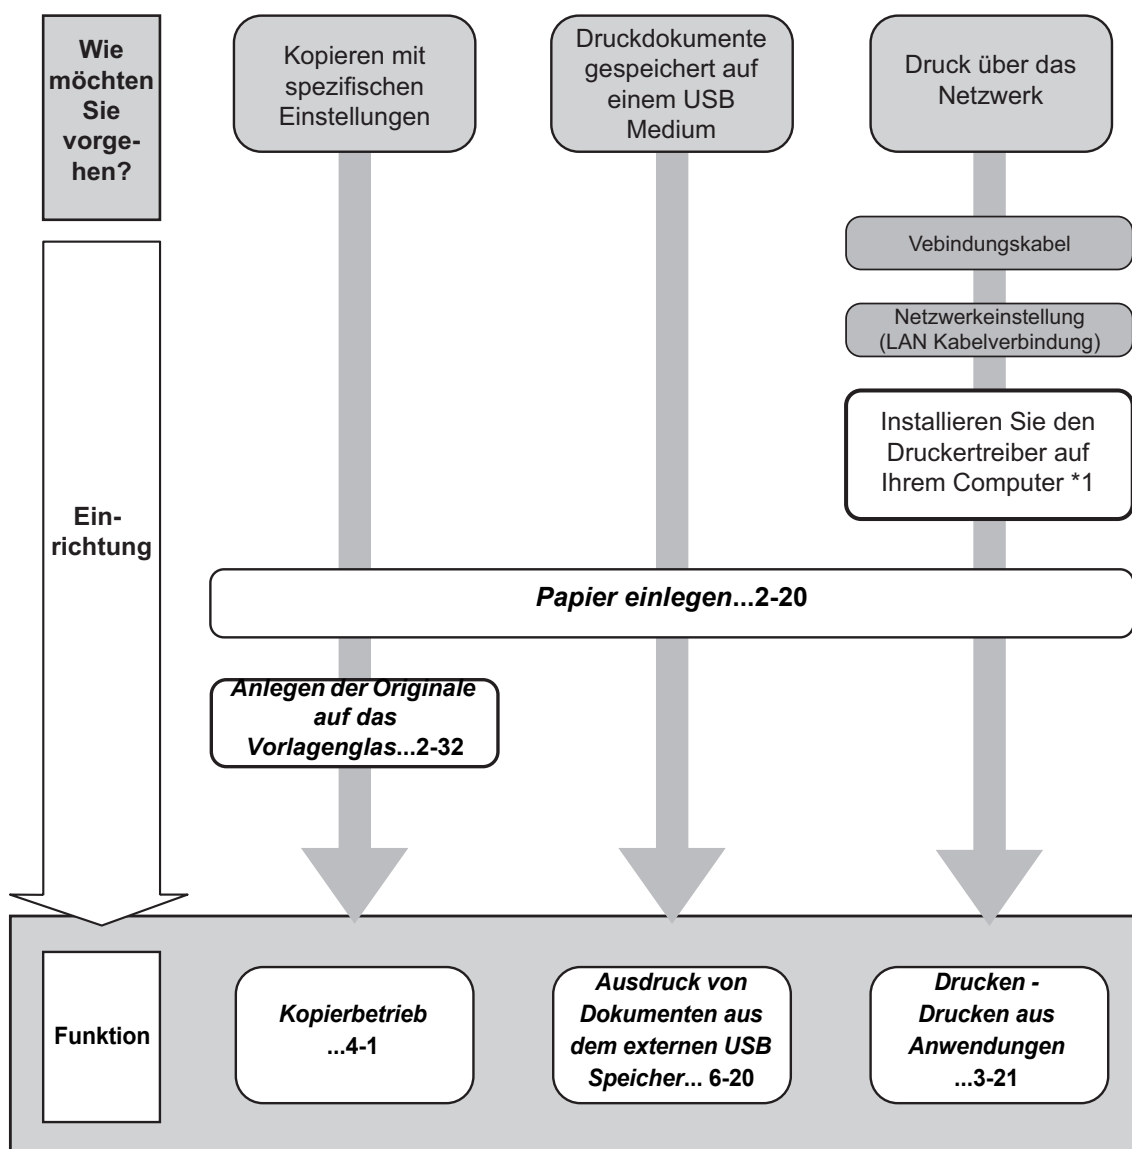 Wie
möchten
Sie
vorge-
hen?
Kopieren mit
spezifischen
Einstellungen
Druckdokumente
gespeichert auf
einem USB
Medium
Druck über das
Netzwerk
Vebindungskabel
Netzwerkeinstellung
(LAN Kabelverbindung)
Installieren Sie den
Druckertreiber auf
Ihrem Computer *1
Ein-
richtung
Papier einlegen...2-20
Anlegen der Originale
auf das
Vorlagenglas...2-32
Funktion
Kopierbetrieb
...4-1
Ausdruck von
Dokumenten aus
dem externen USB
Speicher... 6-20
Drucken -
Drucken aus
Anwendungen
...3-21